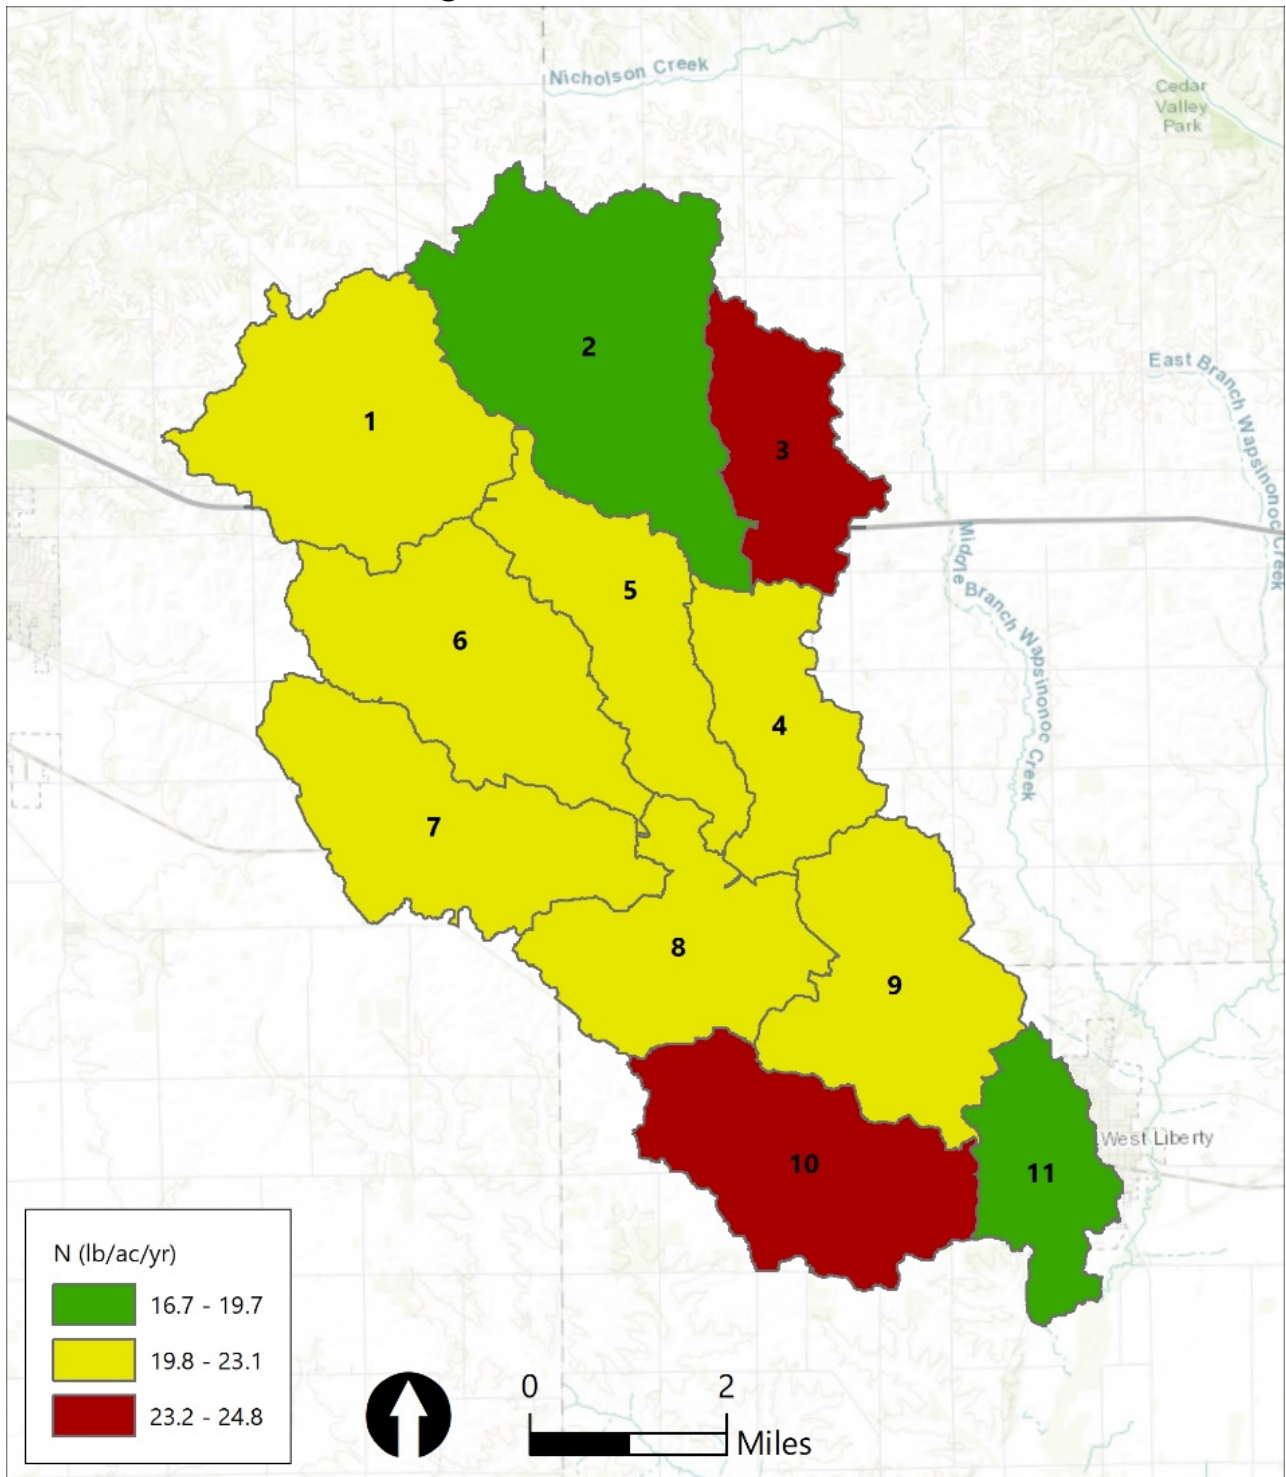 Nicholson Creek
Cedar
Valley
Park
2
East Branch Wapsinonoc Creek
1
3
Middle Branch Wapsinonoc Creek
5
6
4
7
8
9
West Liberty
10
11
N (lb/ac/yr)
16.7 - 19.7
19.8 - 23.1
23.2 - 24.8
0 2
Miles